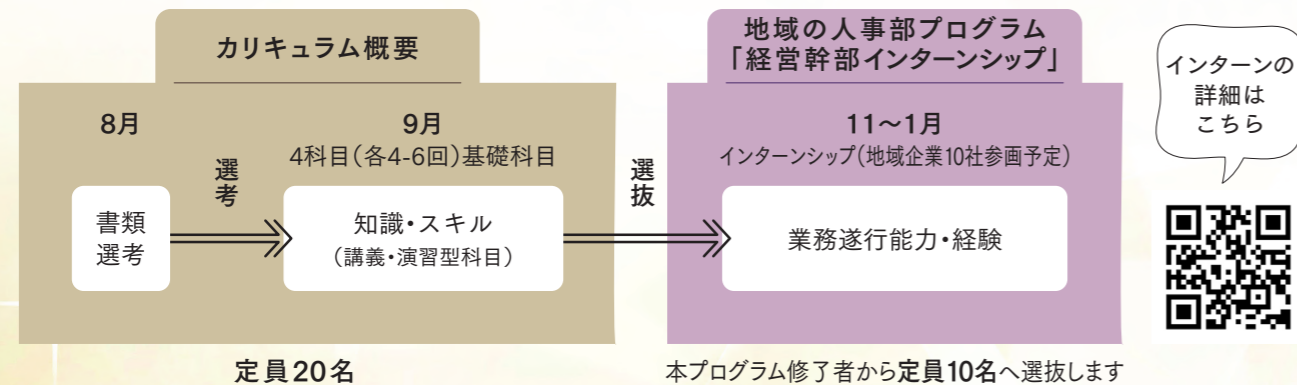 カリキュラム概要
8月
9月
4科目(各4-6回)基礎科目
選考
書類
選考
知識・スキル
(講義・演習型科目)
定員20名
選抜
地域の人事部プログラム
「経営幹部インターンシップ」
11〜1月
インターンシップ(地域企業10社参画予定)
業務遂行能力・経験
本プログラム修了者から定員10名へ選抜します
インターンの
詳細は
こちら